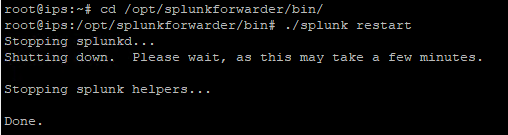 root@ips:~# cd /opt/splunkforwarder/bin/
root@ips:/opt/splunkforwarder/bin# ./splunk restart
Stopping splunkd...
Shutting down.  Please wait, as this may take a few minutes.
Stopping splunk helpers...
Done.